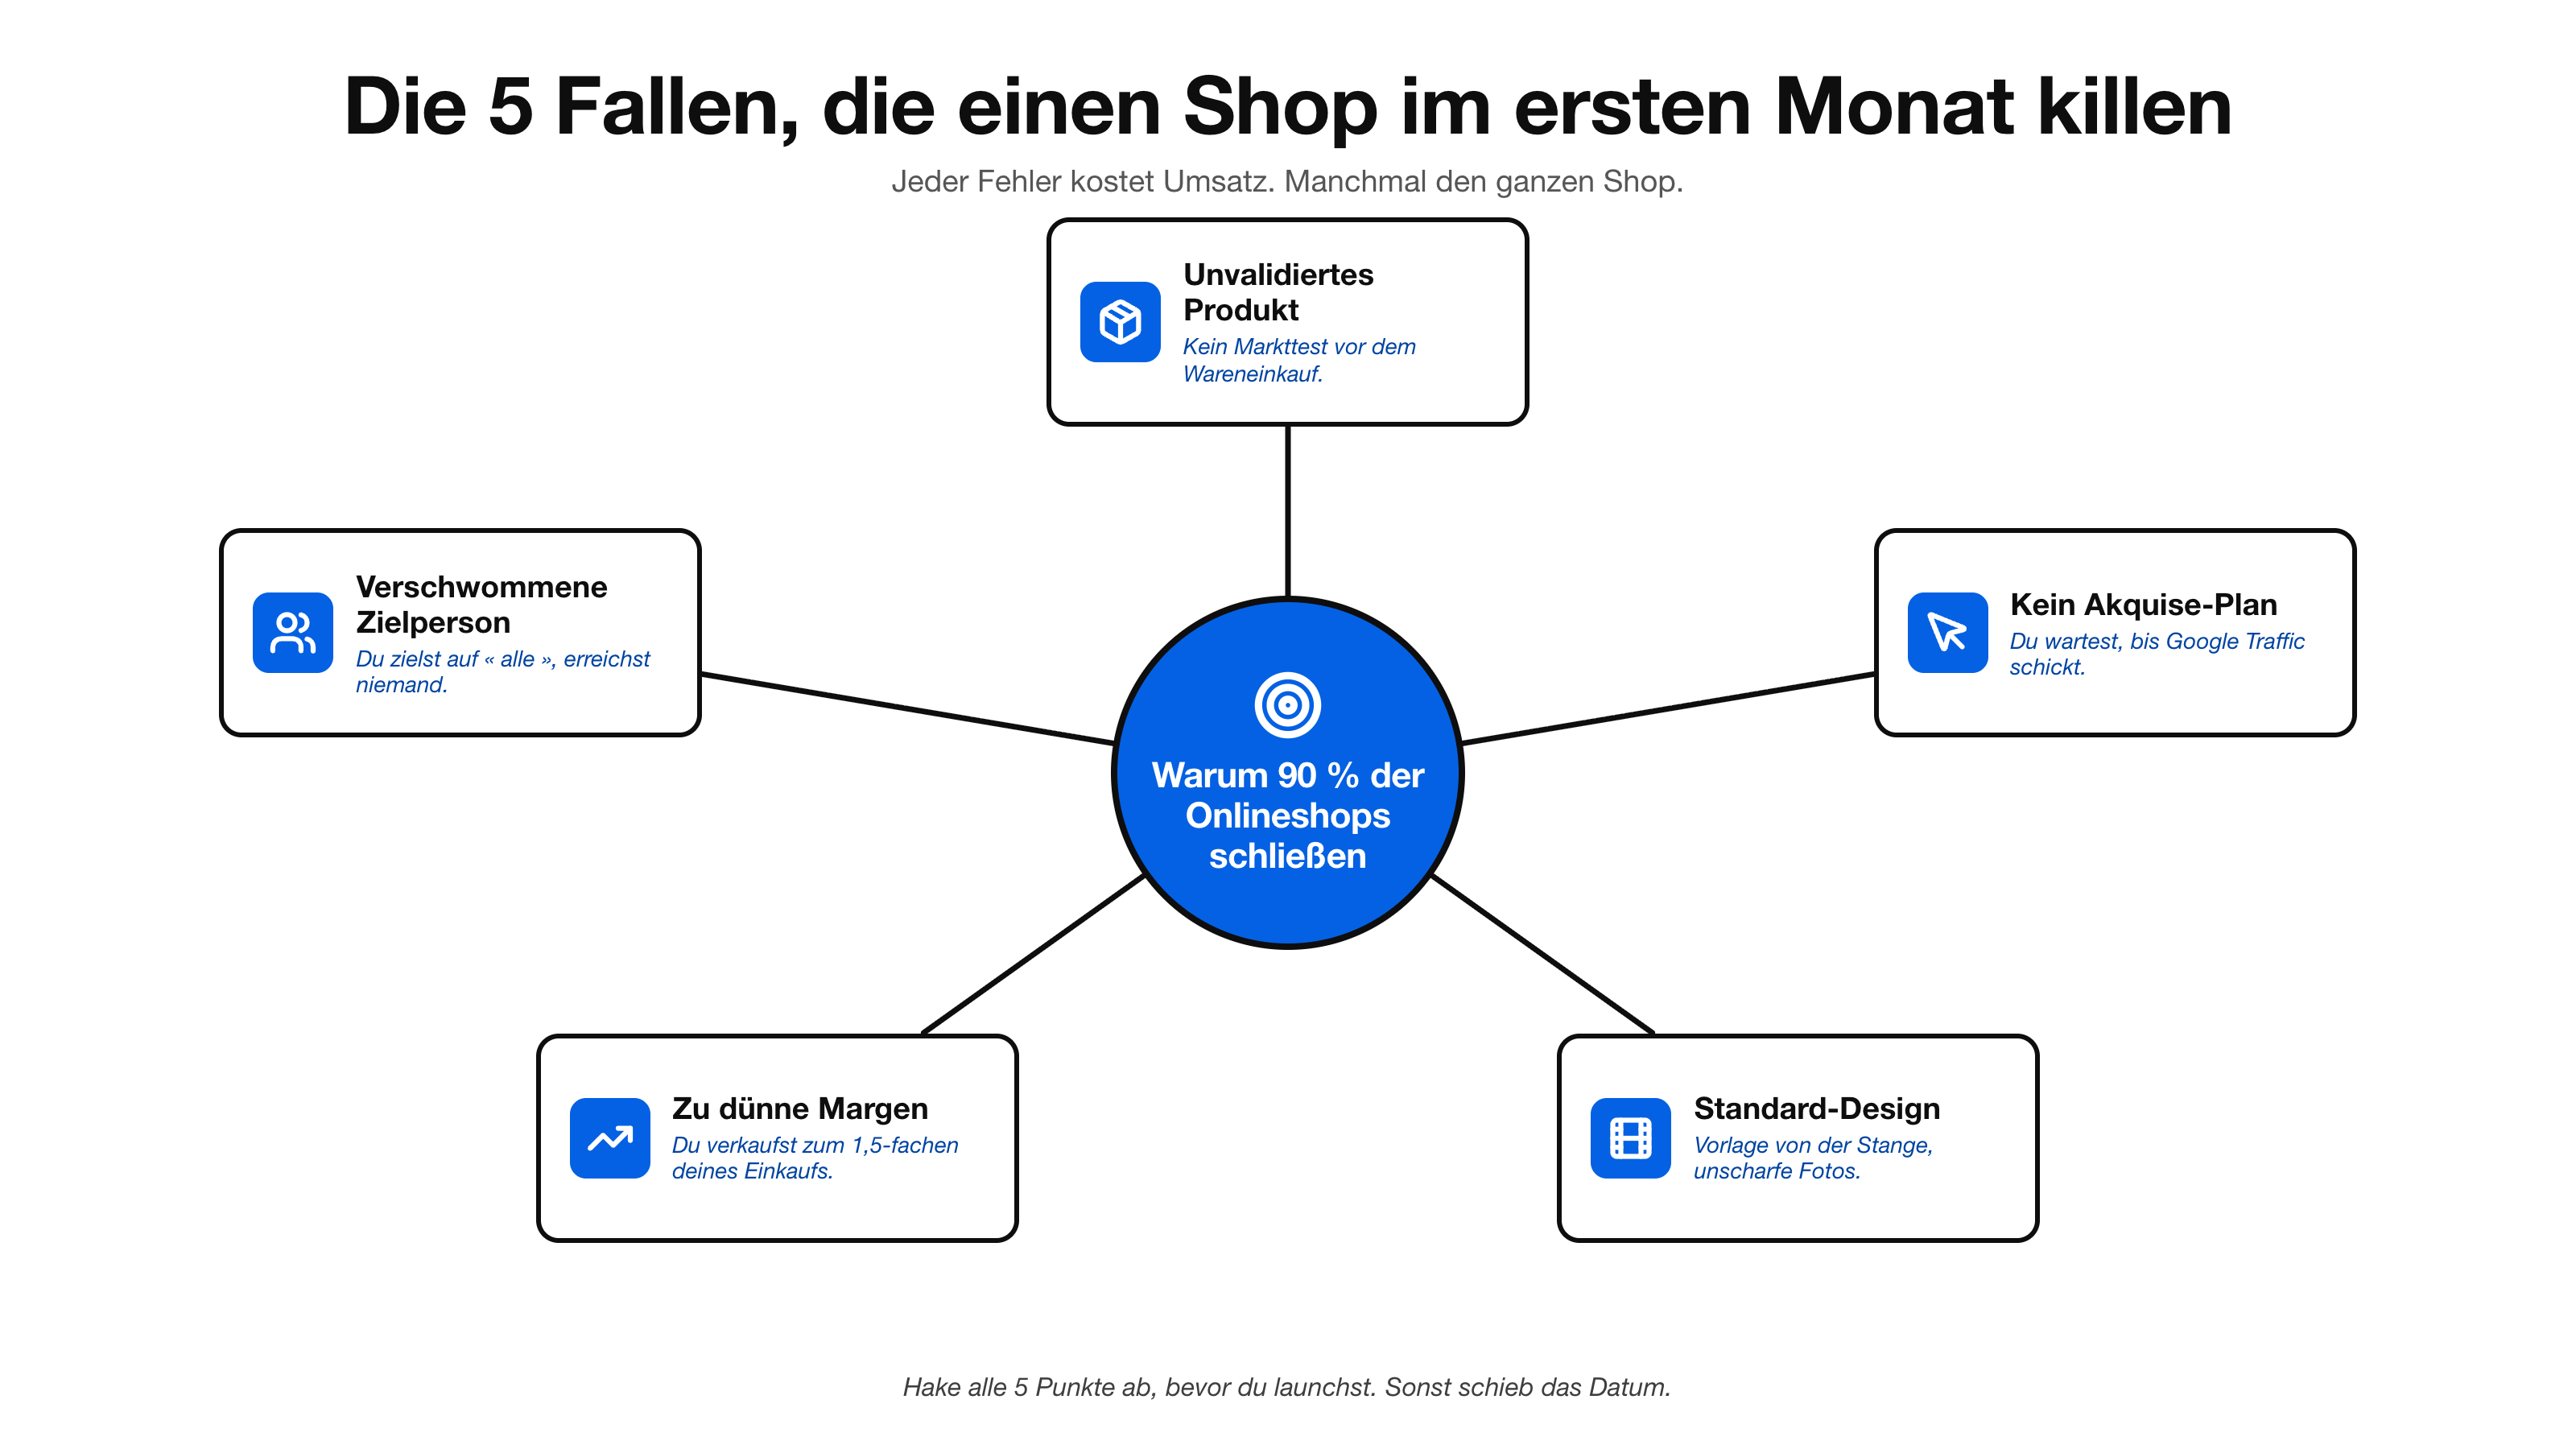 Die 5 Fallen, die einen Shop im ersten Monat killen
Jeder Fehler kostet Umsatz. Manchmal den ganzen Shop.
Unvalidiertes
Produkt
Kein Markttest vor dem
Wareneinkauf.
Verschwommene
Zielperson
Du zielst auf « alle », erreichst
niemand.
Kein Akquise-Plan
Du wartest, bis Google Traffic
schickt.
Warum 90 % der
Onlineshops
schließen
Zu dünne Margen
Du verkaufst zum 1,5-fachen
deines Einkaufs.
Standard-Design
Vorlage von der Stange,
unscharfe Fotos.
Hake alle 5 Punkte ab, bevor du launchst. Sonst schieb das Datum.